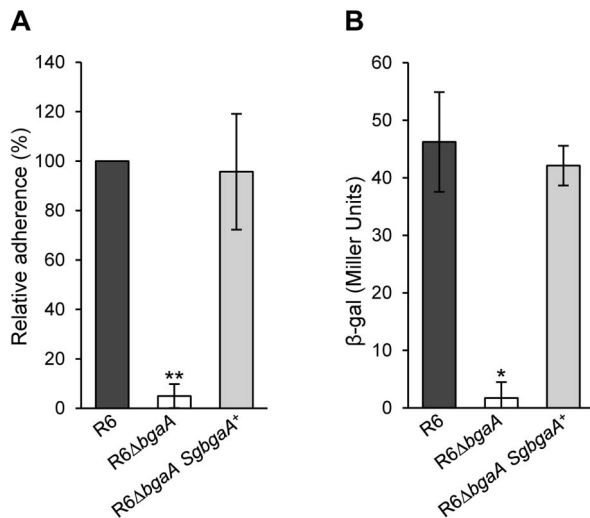 A
Relative adherence (%)
140
120
100
80
60
40
20
0
**
R6
R6ΔbgaA
R6ΔbgaA SgbgaA⁺
B
β-gal (Miller Units)
60
50
40
30
20
10
0
*
R6
R6ΔbgaA
R6ΔbgaA SgbgaA⁺